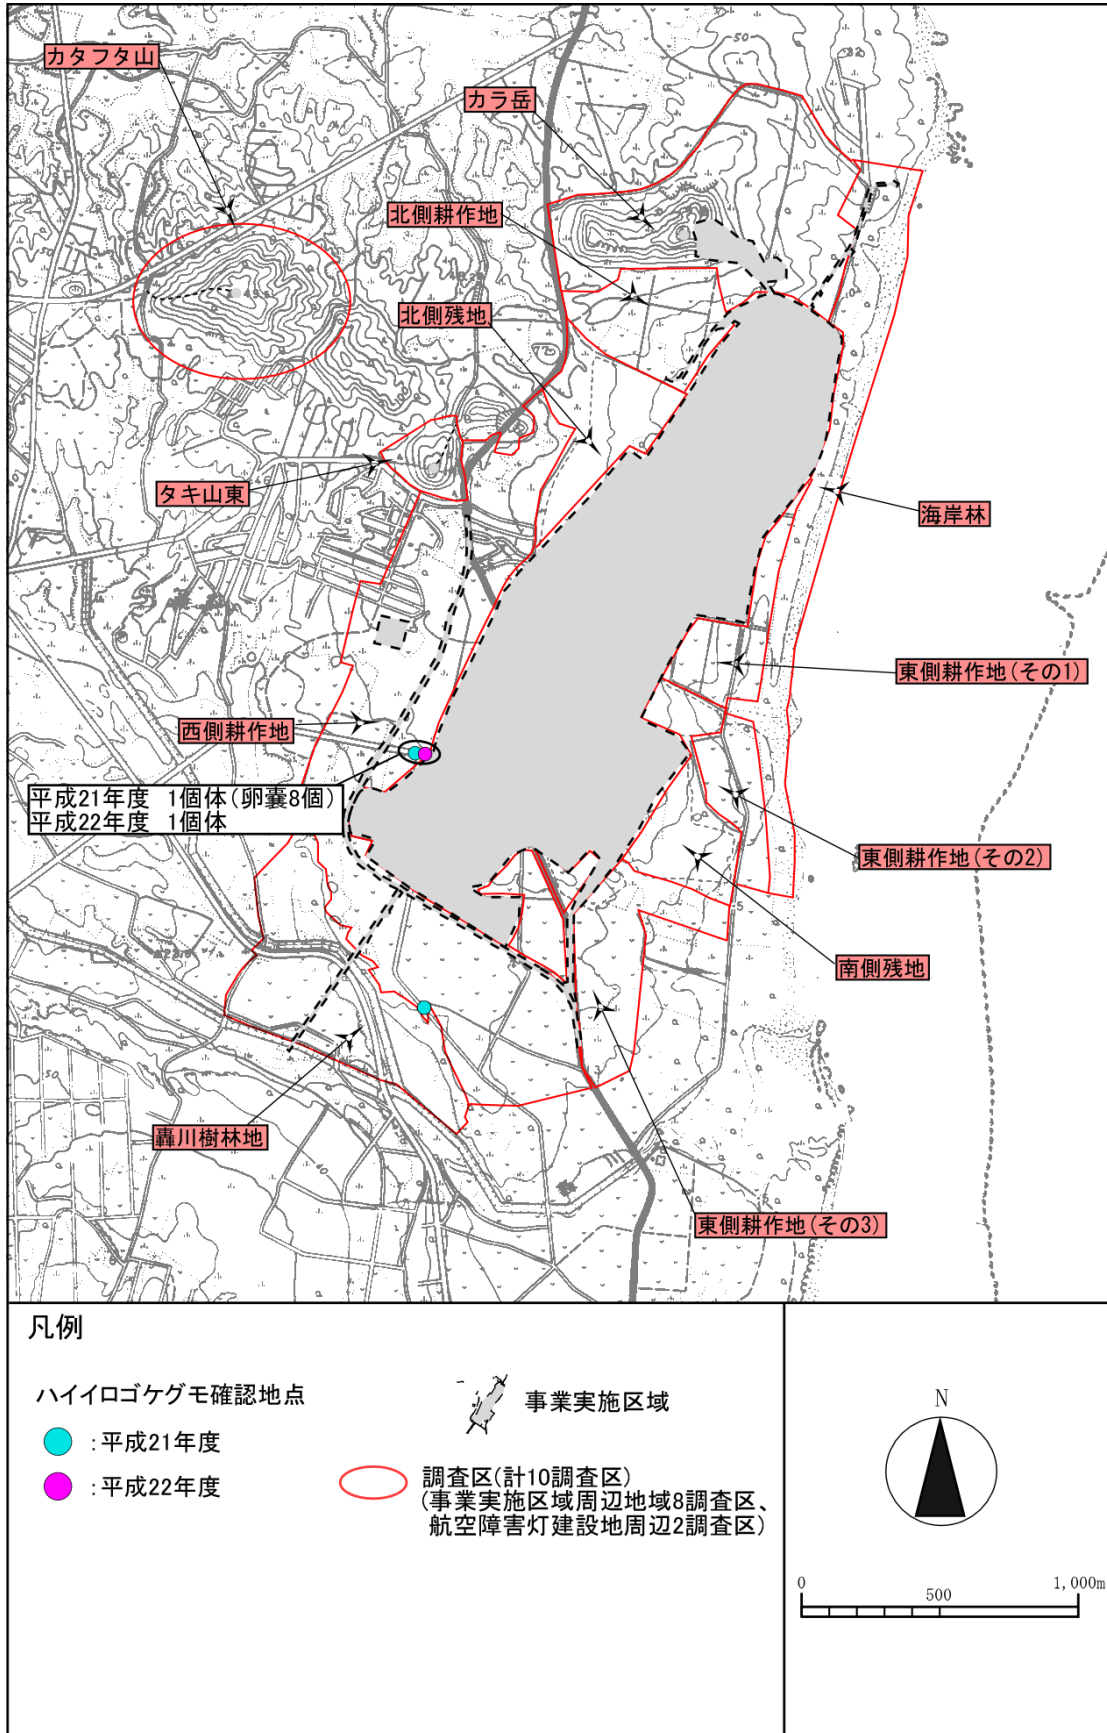 カタフタ山
カラ岳
北側耕作地
北側残地
タキ山東
海岸林
東側耕作地(その1)
西側耕作地
平成21年度 1個体(卵嚢8個)
平成22年度 1個体
東側耕作地(その2)
南側残地
轟川樹林地
東側耕作地(その3)
凡例
ハイイロゴケグモ確認地点
:平成21年度
:平成22年度
事業実施区域
調査区(計10調査区)
(事業実施区域周辺地域8調査区、
航空障害灯建設地周辺2調査区)
N
0 500 1,000m